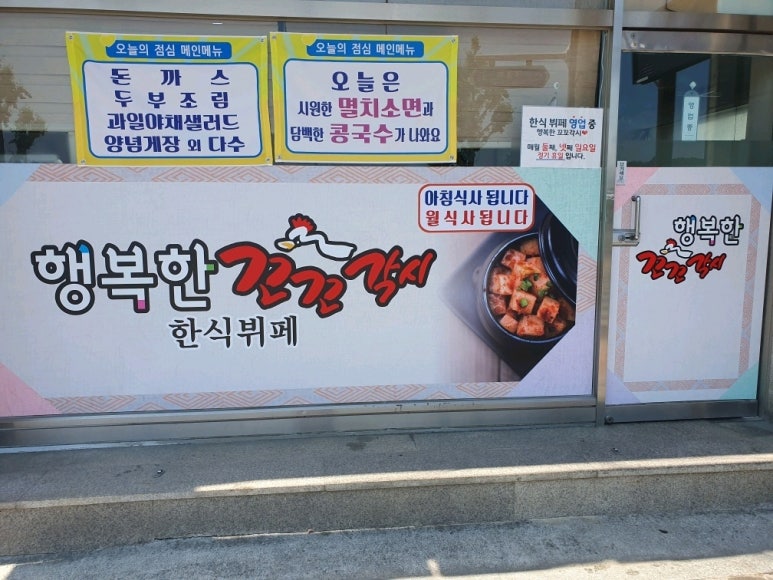 오늘의 점심 메인메뉴
돈 까 스
두 부 조 림
과일야채샐러드
양념게장 외 다수
오늘의 점심 메인메뉴
오 늘 은
시원한 멸치소면과
담백한 콩국수가 나와요
한식 뷔페 영업 중
행복한 꼬꼬각시
매월 둘째, 넷째 일요일
정기 휴일 입니다.
영업중
아침식사 됩니다
월 식사 됩니다
행복한 꼬꼬각시
한식뷔페
행복한
꼬꼬각시